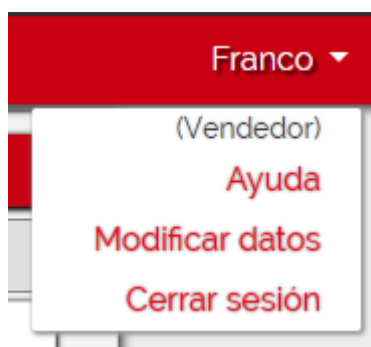 Franco
(Vendedor)
Ayuda
Modificar datos
Cerrar sesión